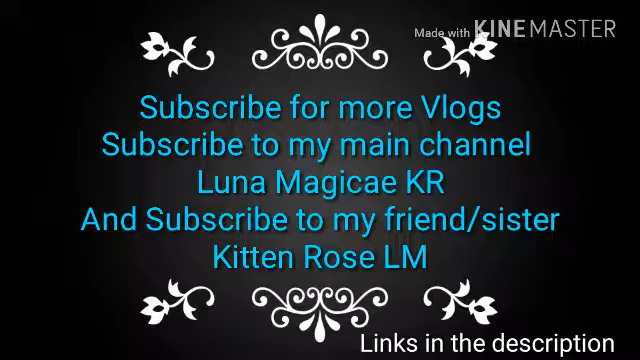 Made with KINEMASTER
Subscribe for more Vlogs
Subscribe to my main channel
Luna Magicae KR
And Subscribe to my friend/sister
Kitten Rose LM
Links in the description